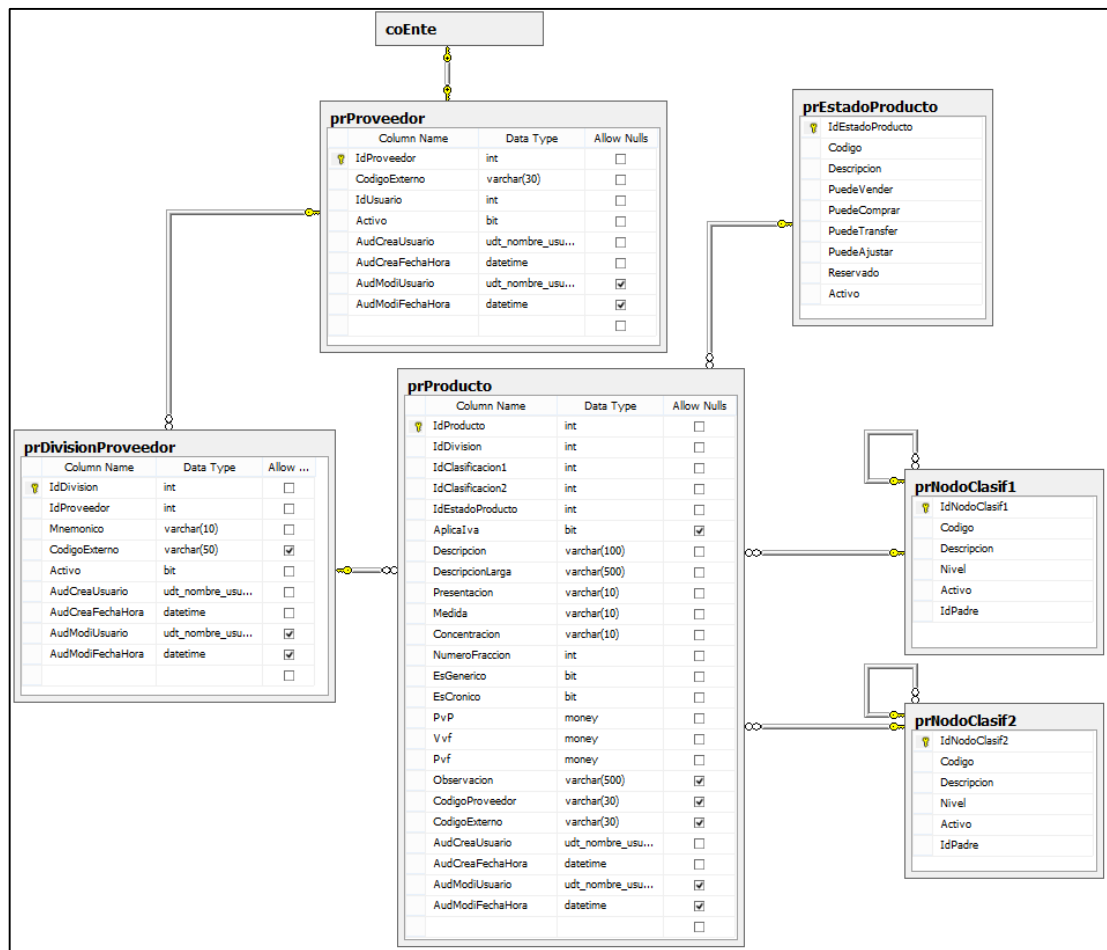 coEnte
prProveedor
Column Name Data Type Allow Nulls
IdProveedor int
CodigoExterno varchar(30)
IdUsuario int
Activo bit
AudCreaUsuario udt_nombre_usu...
AudCreaFechaHora datetime
AudModiUsuario udt_nombre_usu...
AudModiFechaHora datetime
prEstadoProducto
IdEstadoProducto
Codigo
Descripcion
PuedeVender
PuedeComprar
PuedeTransfer
PuedeAjustar
Reservado
Activo
prDivisionProveedor
Column Name Data Type Allow ...
IdDivision int
IdProveedor int
Mnemonico varchar(10)
CodigoExterno varchar(50)
Activo bit
AudCreaUsuario udt_nombre_usu...
AudCreaFechaHora datetime
AudModiUsuario udt_nombre_usu...
AudModiFechaHora datetime
prProducto
Column Name Data Type Allow Nulls
IdProducto int
IdDivision int
IdClasificacion1 int
IdClasificacion2 int
IdEstadoProducto int
AplicaIva bit
Descripcion varchar(100)
DescripcionLarga varchar(500)
Presentacion varchar(10)
Medida varchar(10)
Concentracion varchar(10)
NumeroFraccion int
EsGenerico bit
EsCronico bit
PvP money
Vvf money
Pvf money
Observacion varchar(500)
CodigoProveedor varchar(30)
CodigoExterno varchar(30)
AudCreaUsuario udt_nombre_usu...
AudCreaFechaHora datetime
AudModiUsuario udt_nombre_usu...
AudModiFechaHora datetime
prNodoClasif1
IdNodoClasif1
Codigo
Descripcion
Nivel
Activo
IdPadre
prNodoClasif2
IdNodoClasif2
Codigo
Descripcion
Nivel
Activo
IdPadre